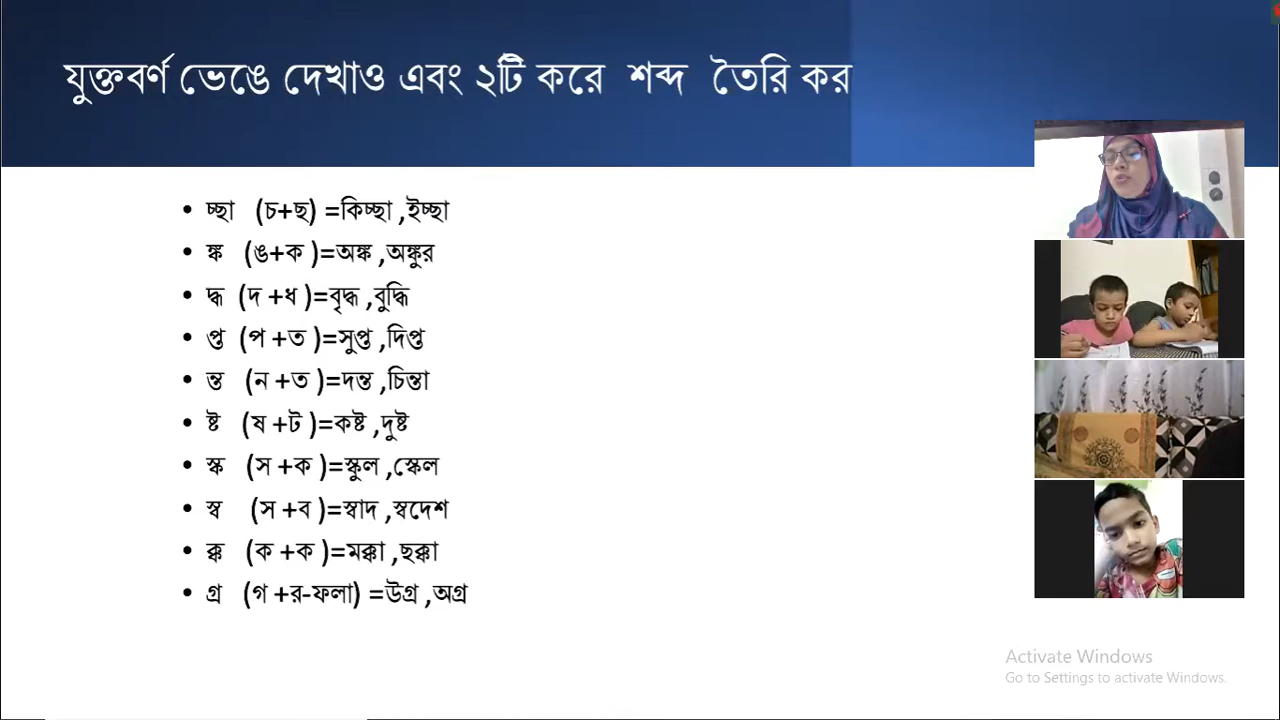 যুক্তবর্ণ ভেঙে দেখাও এবং ২টি করে শব্দ তৈরি কর
• চ্ছা (চ+ছ) =কিচ্ছা ,ইচ্ছা
• ঙ্ক (ঙ+ক )=অঙ্ক ,অঙ্কুর
• দ্ধ (দ +ধ )=বৃদ্ধ ,বুদ্ধি
• প্ত (প +ত )=সুপ্ত ,দিপ্ত
• ন্ত (ন +ত )=দন্ত ,চিন্তা
• ষ্ট (ষ +ট )=কষ্ট ,দুষ্ট
• স্ক (স +ক )=স্কুল ,স্কেল
• স্ব (স +ব )=স্বাদ ,স্বদেশ
• ক্ক (ক +ক )=মক্কা ,ছক্কা
• গ্র (গ +র-ফলা) =উগ্র ,অগ্র
Activate Windows
Go to Settings to activate Windows.